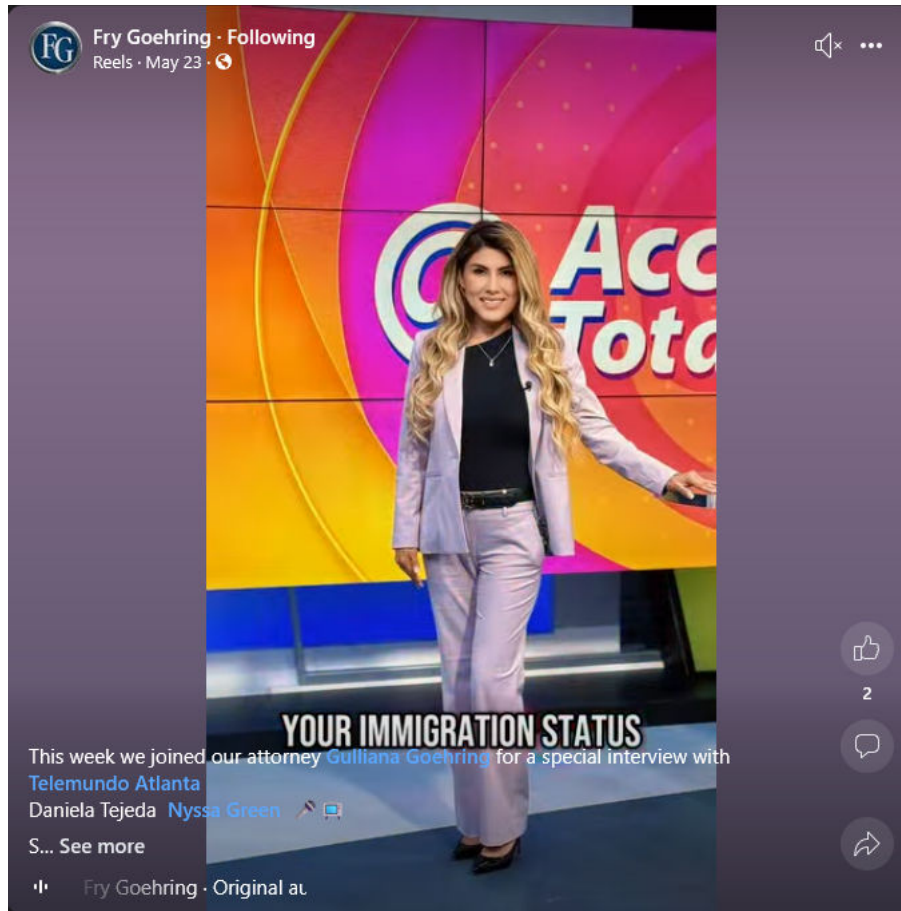 FG
Fry Goehring · Following
Reels · May 23 ·
@ Acc
Tota
YOUR IMMIGRATION STATUS
This week we joined our attorney Gulliana Goehring for a special interview with
Telemundo Atlanta
Daniela Tejeda Nyssa Green 🎤📺
S... See more
2
Fry Goehring · Original au